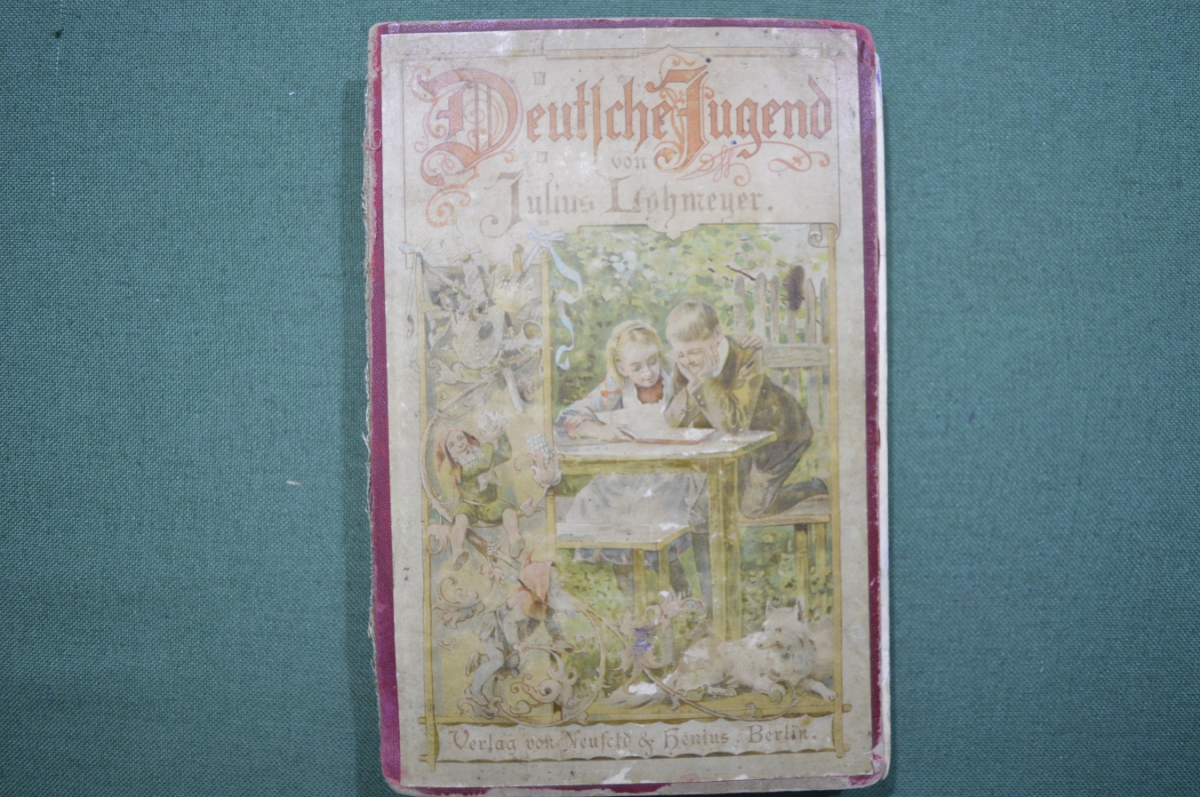 Deutsche Jugend
von
Julius Lohmeyer.
Verlag von Neufeld & Henius. Berlin.